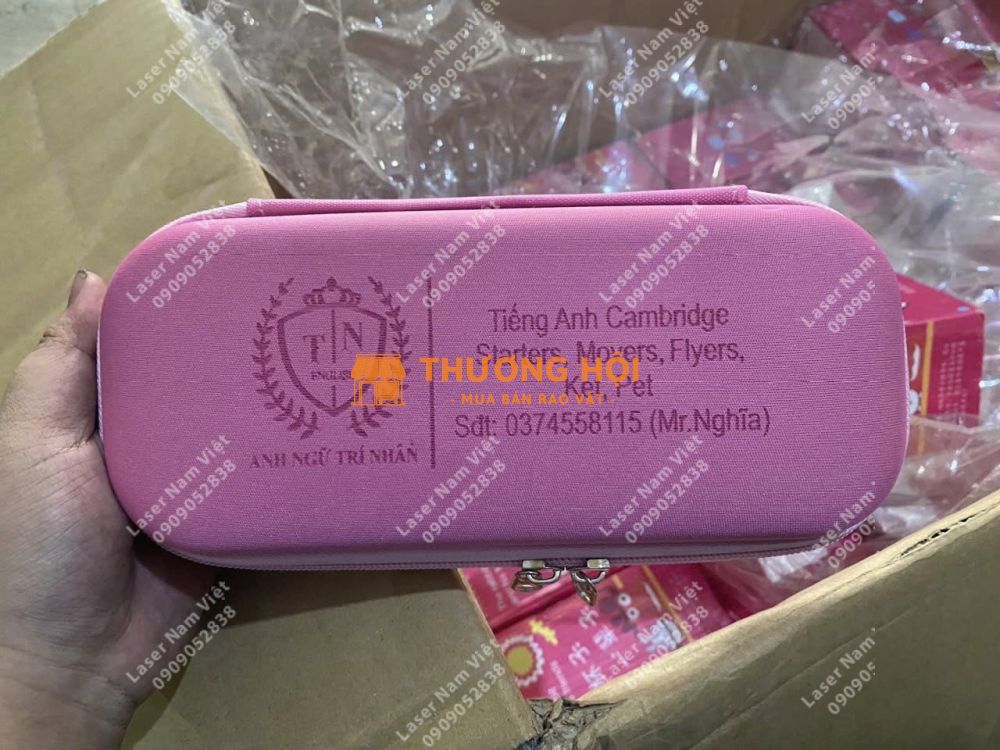 T N
ENGLISH
ANH NGỮ TRÍ NHÂN
Tiếng Anh Cambridge
Starters, Movers, Flyers,
Ket, Pet
Sđt: 0374558115 (Mr.Nghĩa)
THƯƠNG HỘI
- MUA BÁN RAO VẶT -
Laser Nam Việt
0909052838